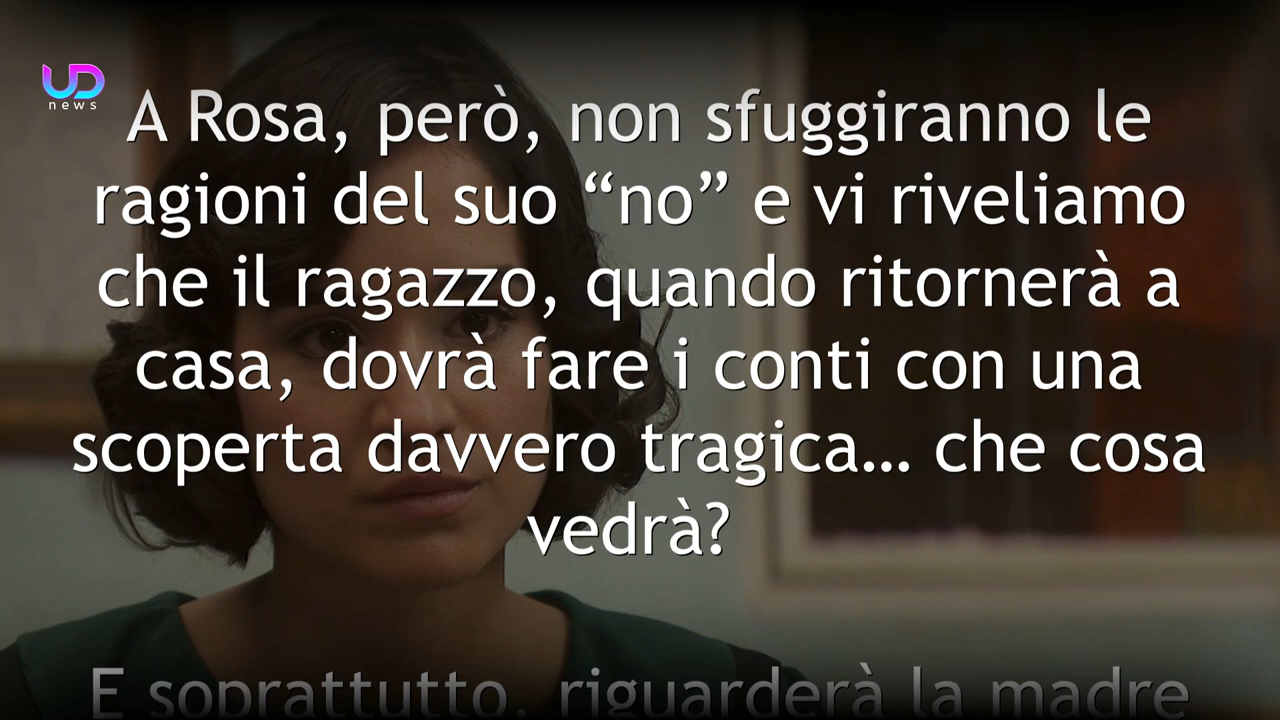 UD
news
A Rosa, però, non sfuggiranno le
ragioni del suo “no” e vi riveliamo
che il ragazzo, quando ritornerà a
casa, dovrà fare i conti con una
scoperta davvero tragica... che cosa
vedrà?
E soprattutto, riguarderà la madre